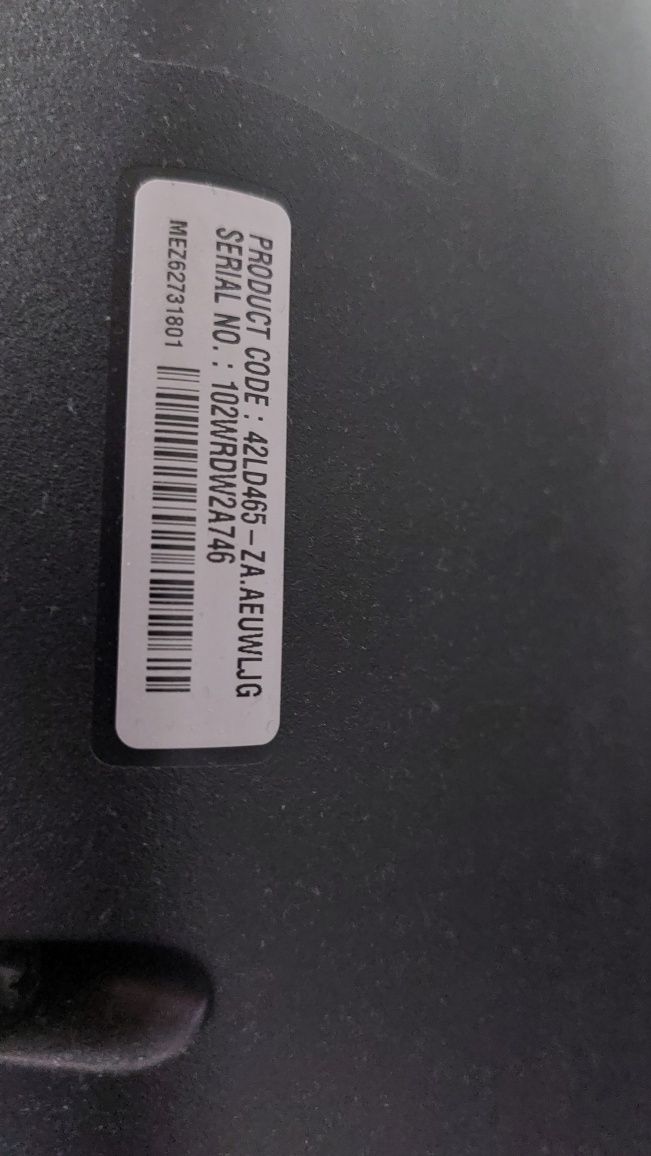 PRODUCT CODE : 42LD465-ZA.AEUWLJG
SERIAL NO. : 102WRDW2A746
MEZ62731801